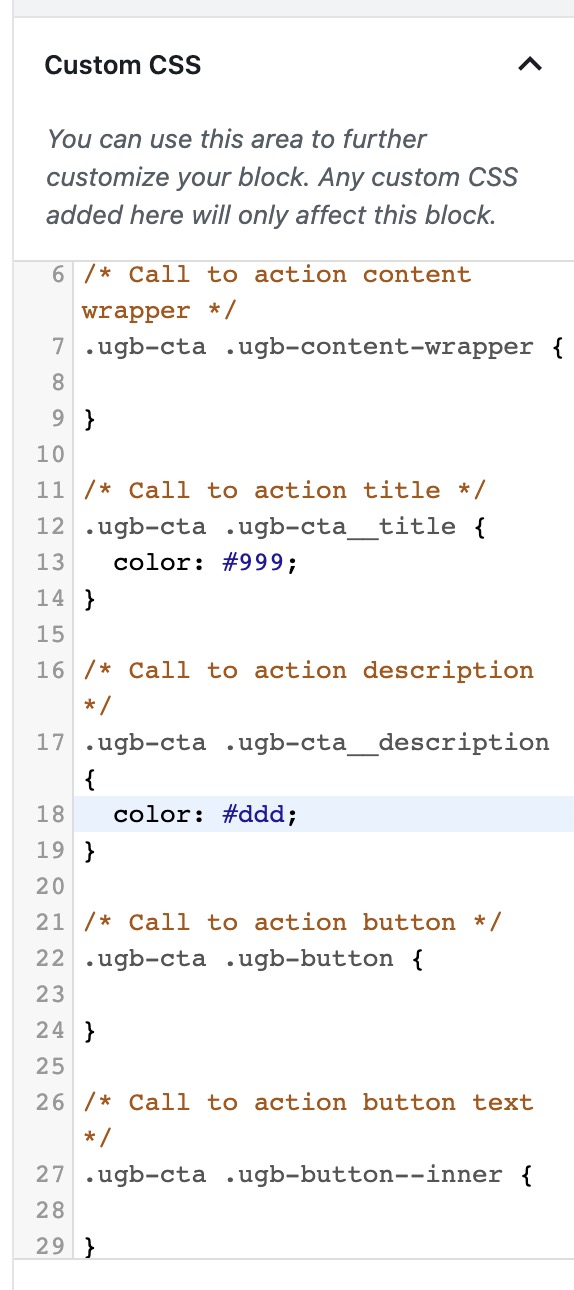 Custom CSS
You can use this area to further
customize your block. Any custom CSS
added here will only affect this block.
6 /* Call to action content
wrapper */
7 .ugb-cta .ugb-content-wrapper {
8
9 }
10
11 /* Call to action title */
12 .ugb-cta .ugb-cta__title {
13   color: #999;
14 }
15
16 /* Call to action description
*/
17 .ugb-cta .ugb-cta__description
{
18   color: #ddd;
19 }
20
21 /* Call to action button */
22 .ugb-cta .ugb-button {
23
24 }
25
26 /* Call to action button text
*/
27 .ugb-cta .ugb-button--inner {
28
29 }